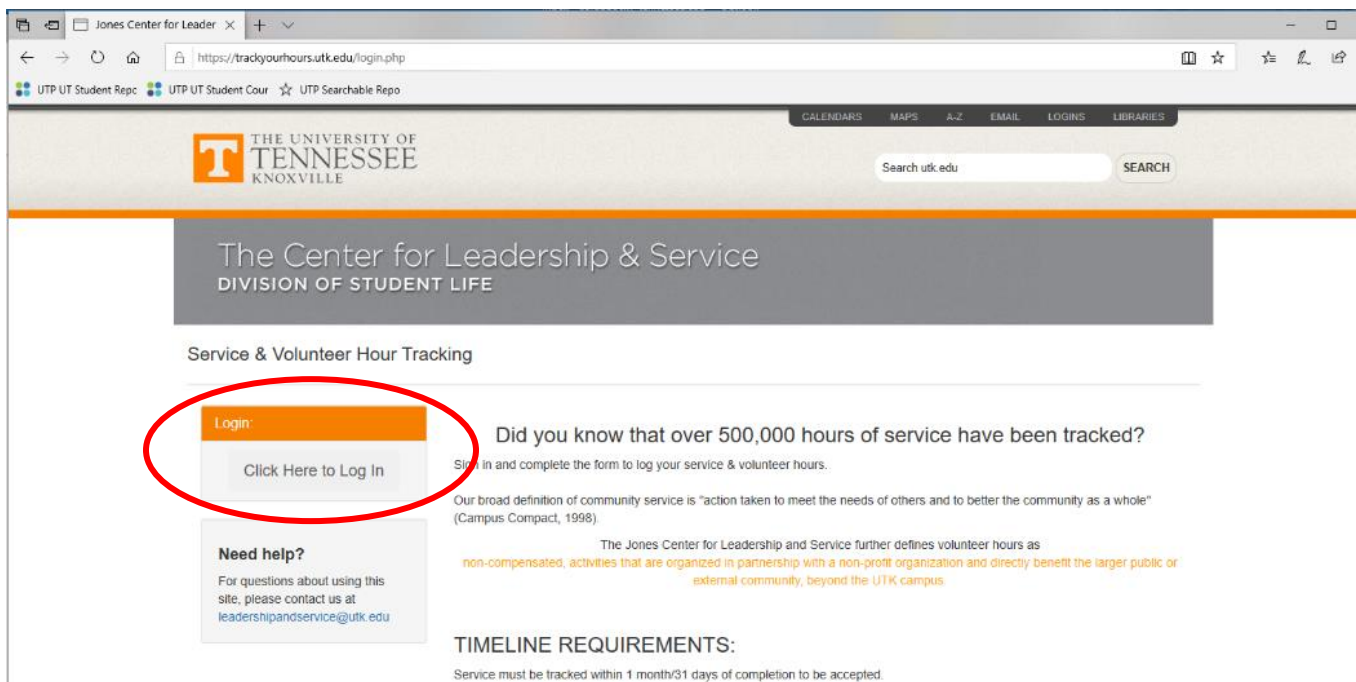 Jones Center for Leader
https://trackyourhours.utk.edu/login.php
UTP UT Student Repc UTP UT Student Cour UTP Searchable Repo
CALENDARS MAPS A-Z EMAIL LOGINS LIBRARIES
THE UNIVERSITY OF
TENNESSEE
KNOXVILLE
Search utk.edu SEARCH
The Center for Leadership & Service
DIVISION OF STUDENT LIFE
Service & Volunteer Hour Tracking
Login:
Click Here to Log In
Need help?
For questions about using this
site, please contact us at
leadershipandservice@utk.edu
Did you know that over 500,000 hours of service have been tracked?
Sign in and complete the form to log your service & volunteer hours.
Our broad definition of community service is "action taken to meet the needs of others and to better the community as a whole"
(Campus Compact, 1998).
The Jones Center for Leadership and Service further defines volunteer hours as
non-compensated, activities that are organized in partnership with a non-profit organization and directly benefit the larger public or
external community, beyond the UTK campus.
TIMELINE REQUIREMENTS:
Service must be tracked within 1 month/31 days of completion to be accepted.